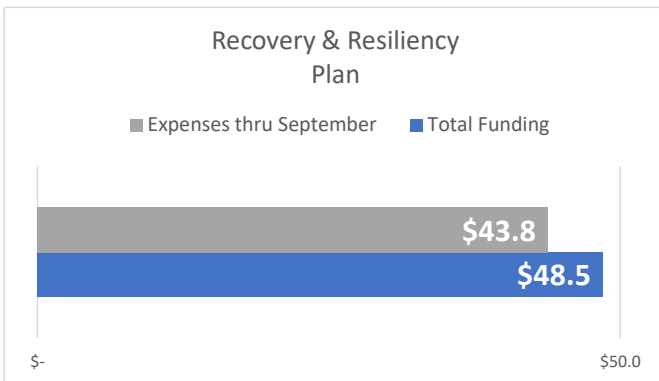 Recovery & Resiliency
Plan
Expenses thru September Total Funding
$43.8
$48.5
$- $50.0